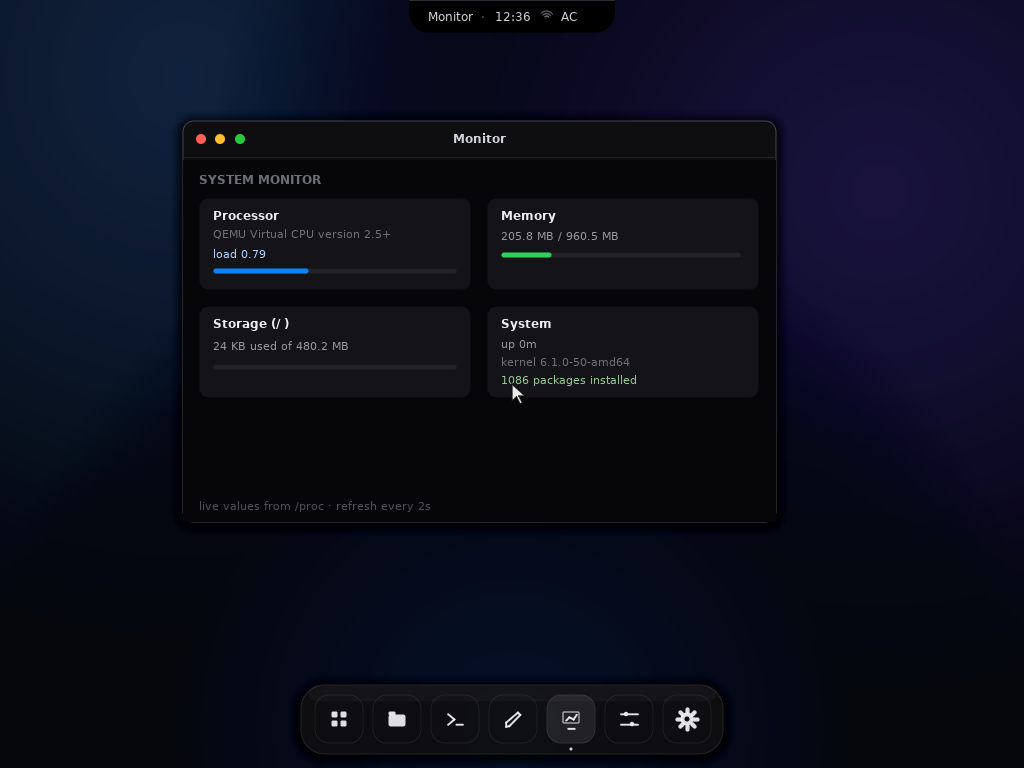 Monitor · 12:36 AC
Monitor
SYSTEM MONITOR
Processor
QEMU Virtual CPU version 2.5+
load 0.79
Memory
205.8 MB / 960.5 MB
Storage (/)
24 KB used of 480.2 MB
System
up 0m
kernel 6.1.0-50-amd64
1086 packages installed
live values from /proc · refresh every 2s